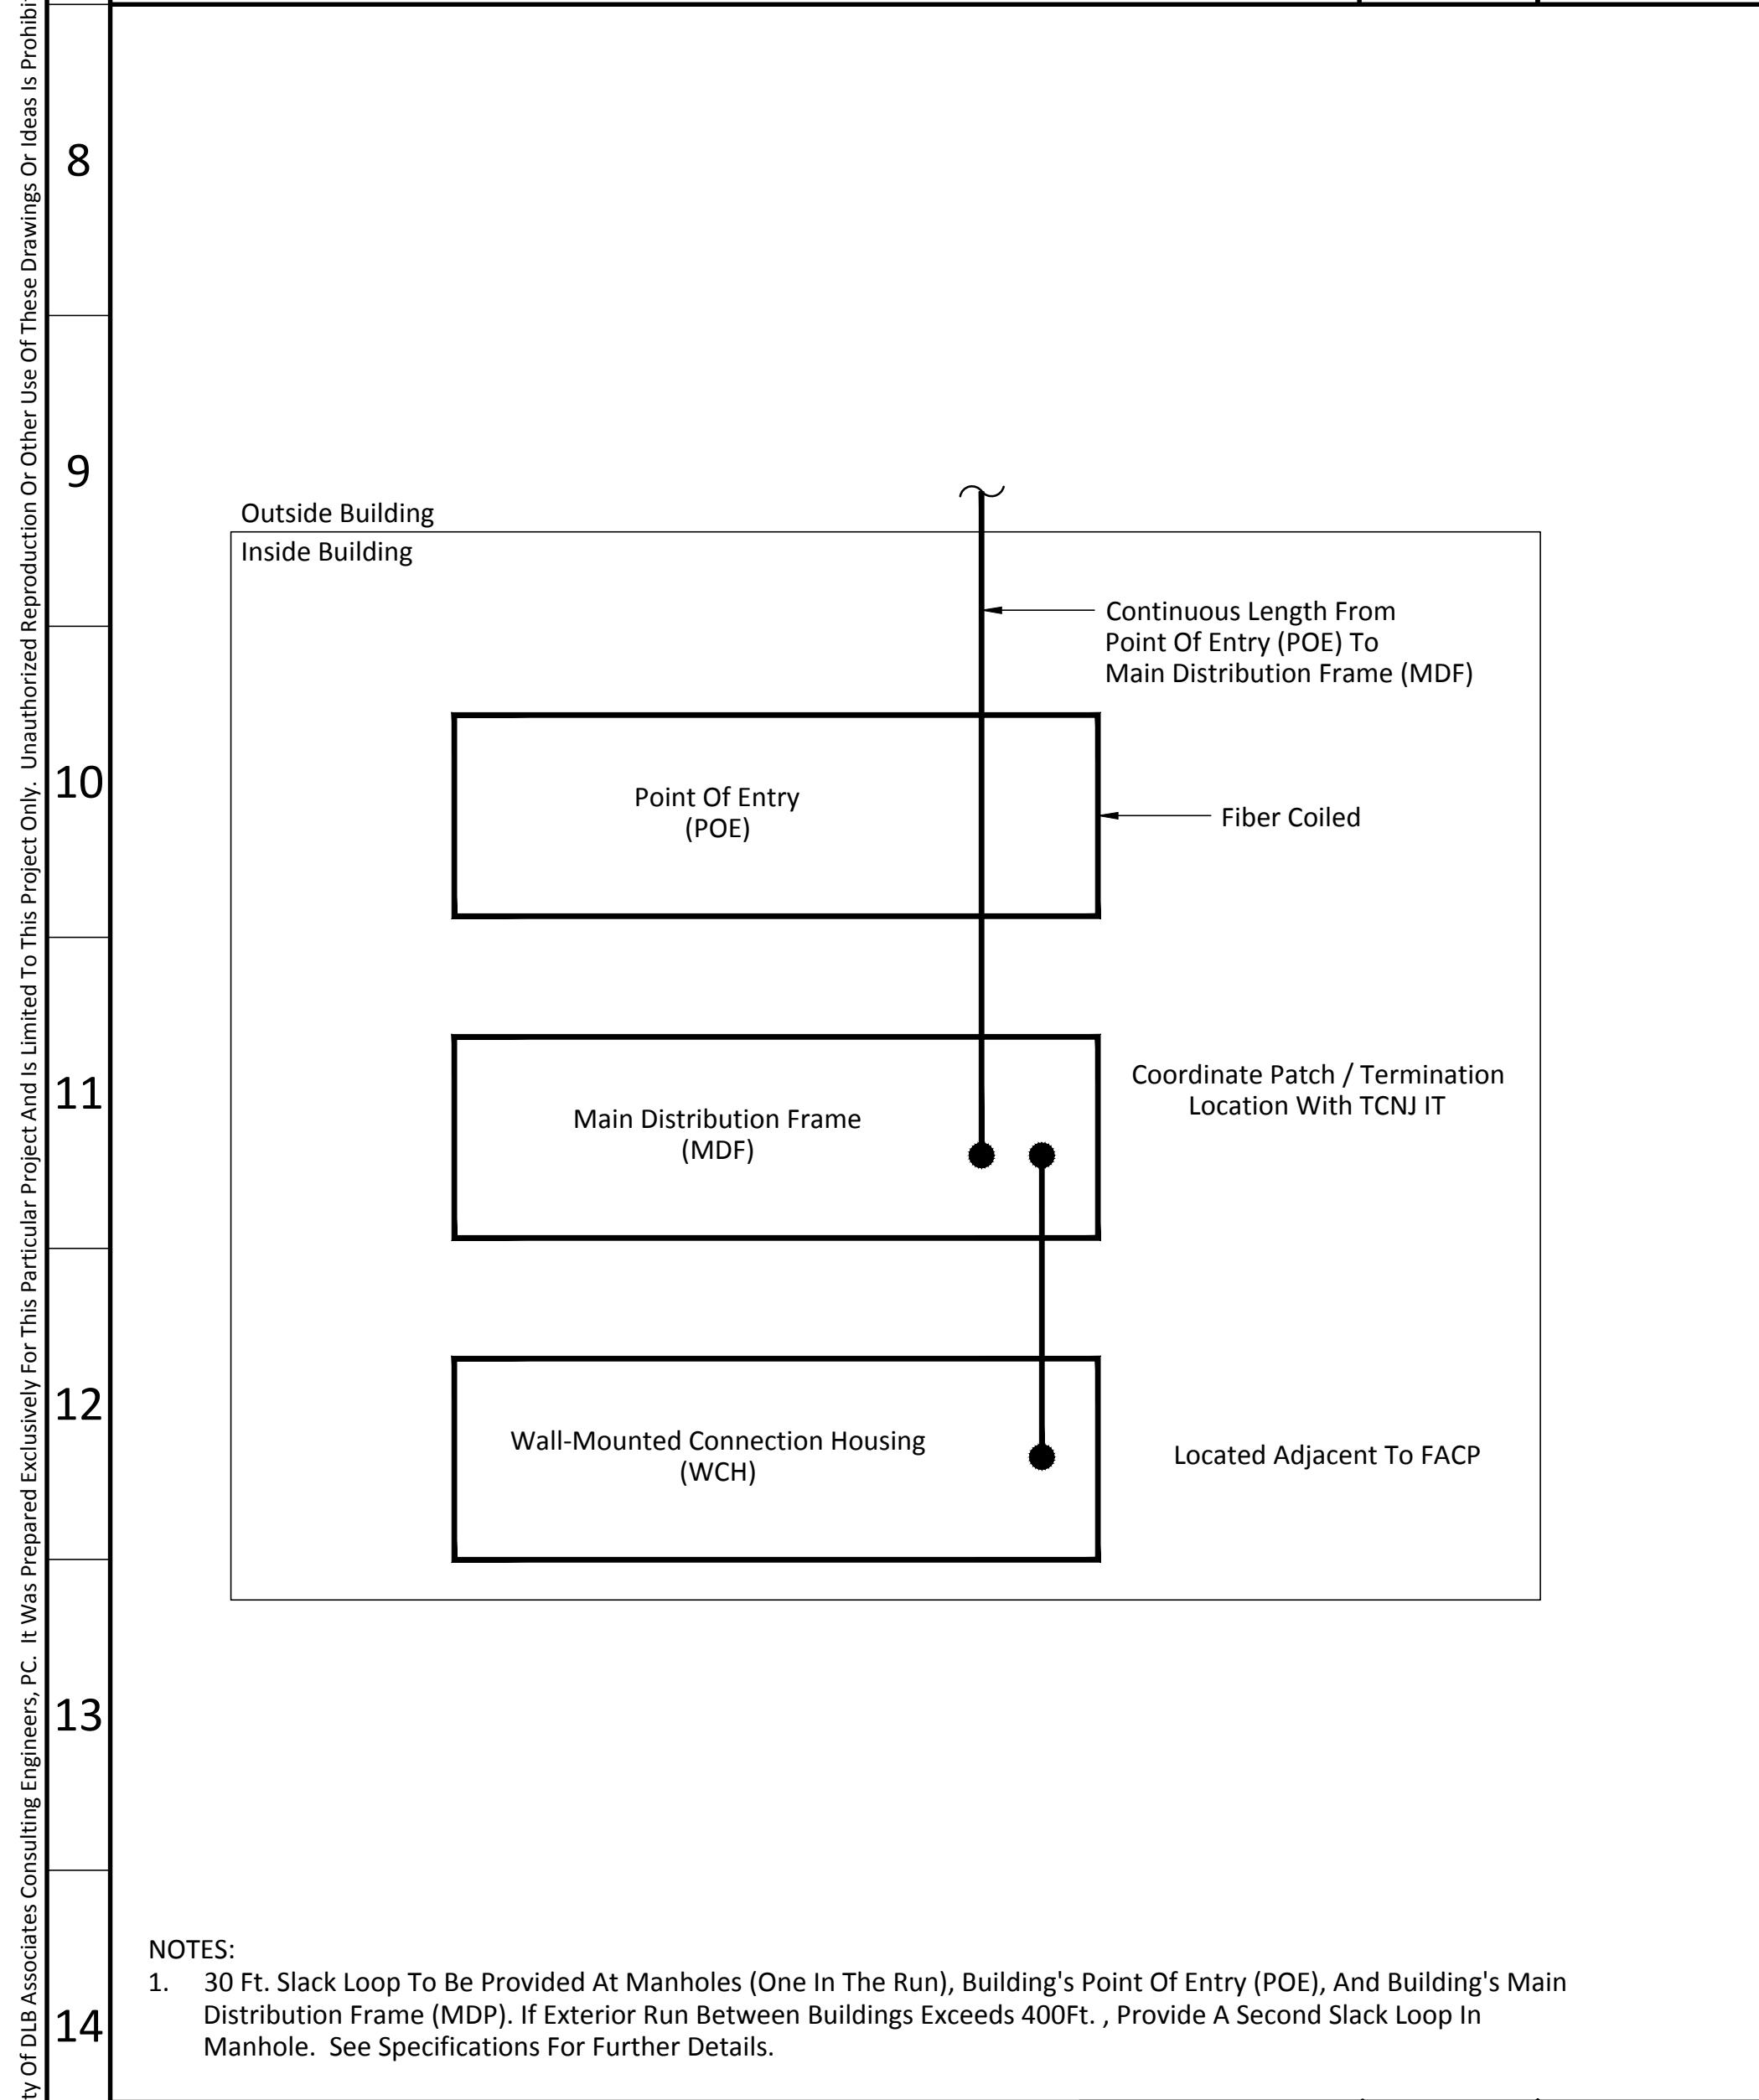 ty Of DLB Associates Consulting Engineers, PC. It Was Prepared Exclusively For This Particular Project And Is Limited To This Project Only. Unauthorized Reproduction Or Other Use Of These Drawings Or Ideas Is Prohibi
8
9
10
11
12
13
14
Outside Building
Inside Building
Continuous Length From
Point Of Entry (POE) To
Main Distribution Frame (MDF)
Point Of Entry
(POE)
Fiber Coiled
Main Distribution Frame
(MDF)
Coordinate Patch / Termination
Location With TCNJ IT
Wall-Mounted Connection Housing
(WCH)
Located Adjacent To FACP
NOTES:
1. 30 Ft. Slack Loop To Be Provided At Manholes (One In The Run), Building's Point Of Entry (POE), And Building's Main
Distribution Frame (MDP). If Exterior Run Between Buildings Exceeds 400Ft. , Provide A Second Slack Loop In
Manhole. See Specifications For Further Details.